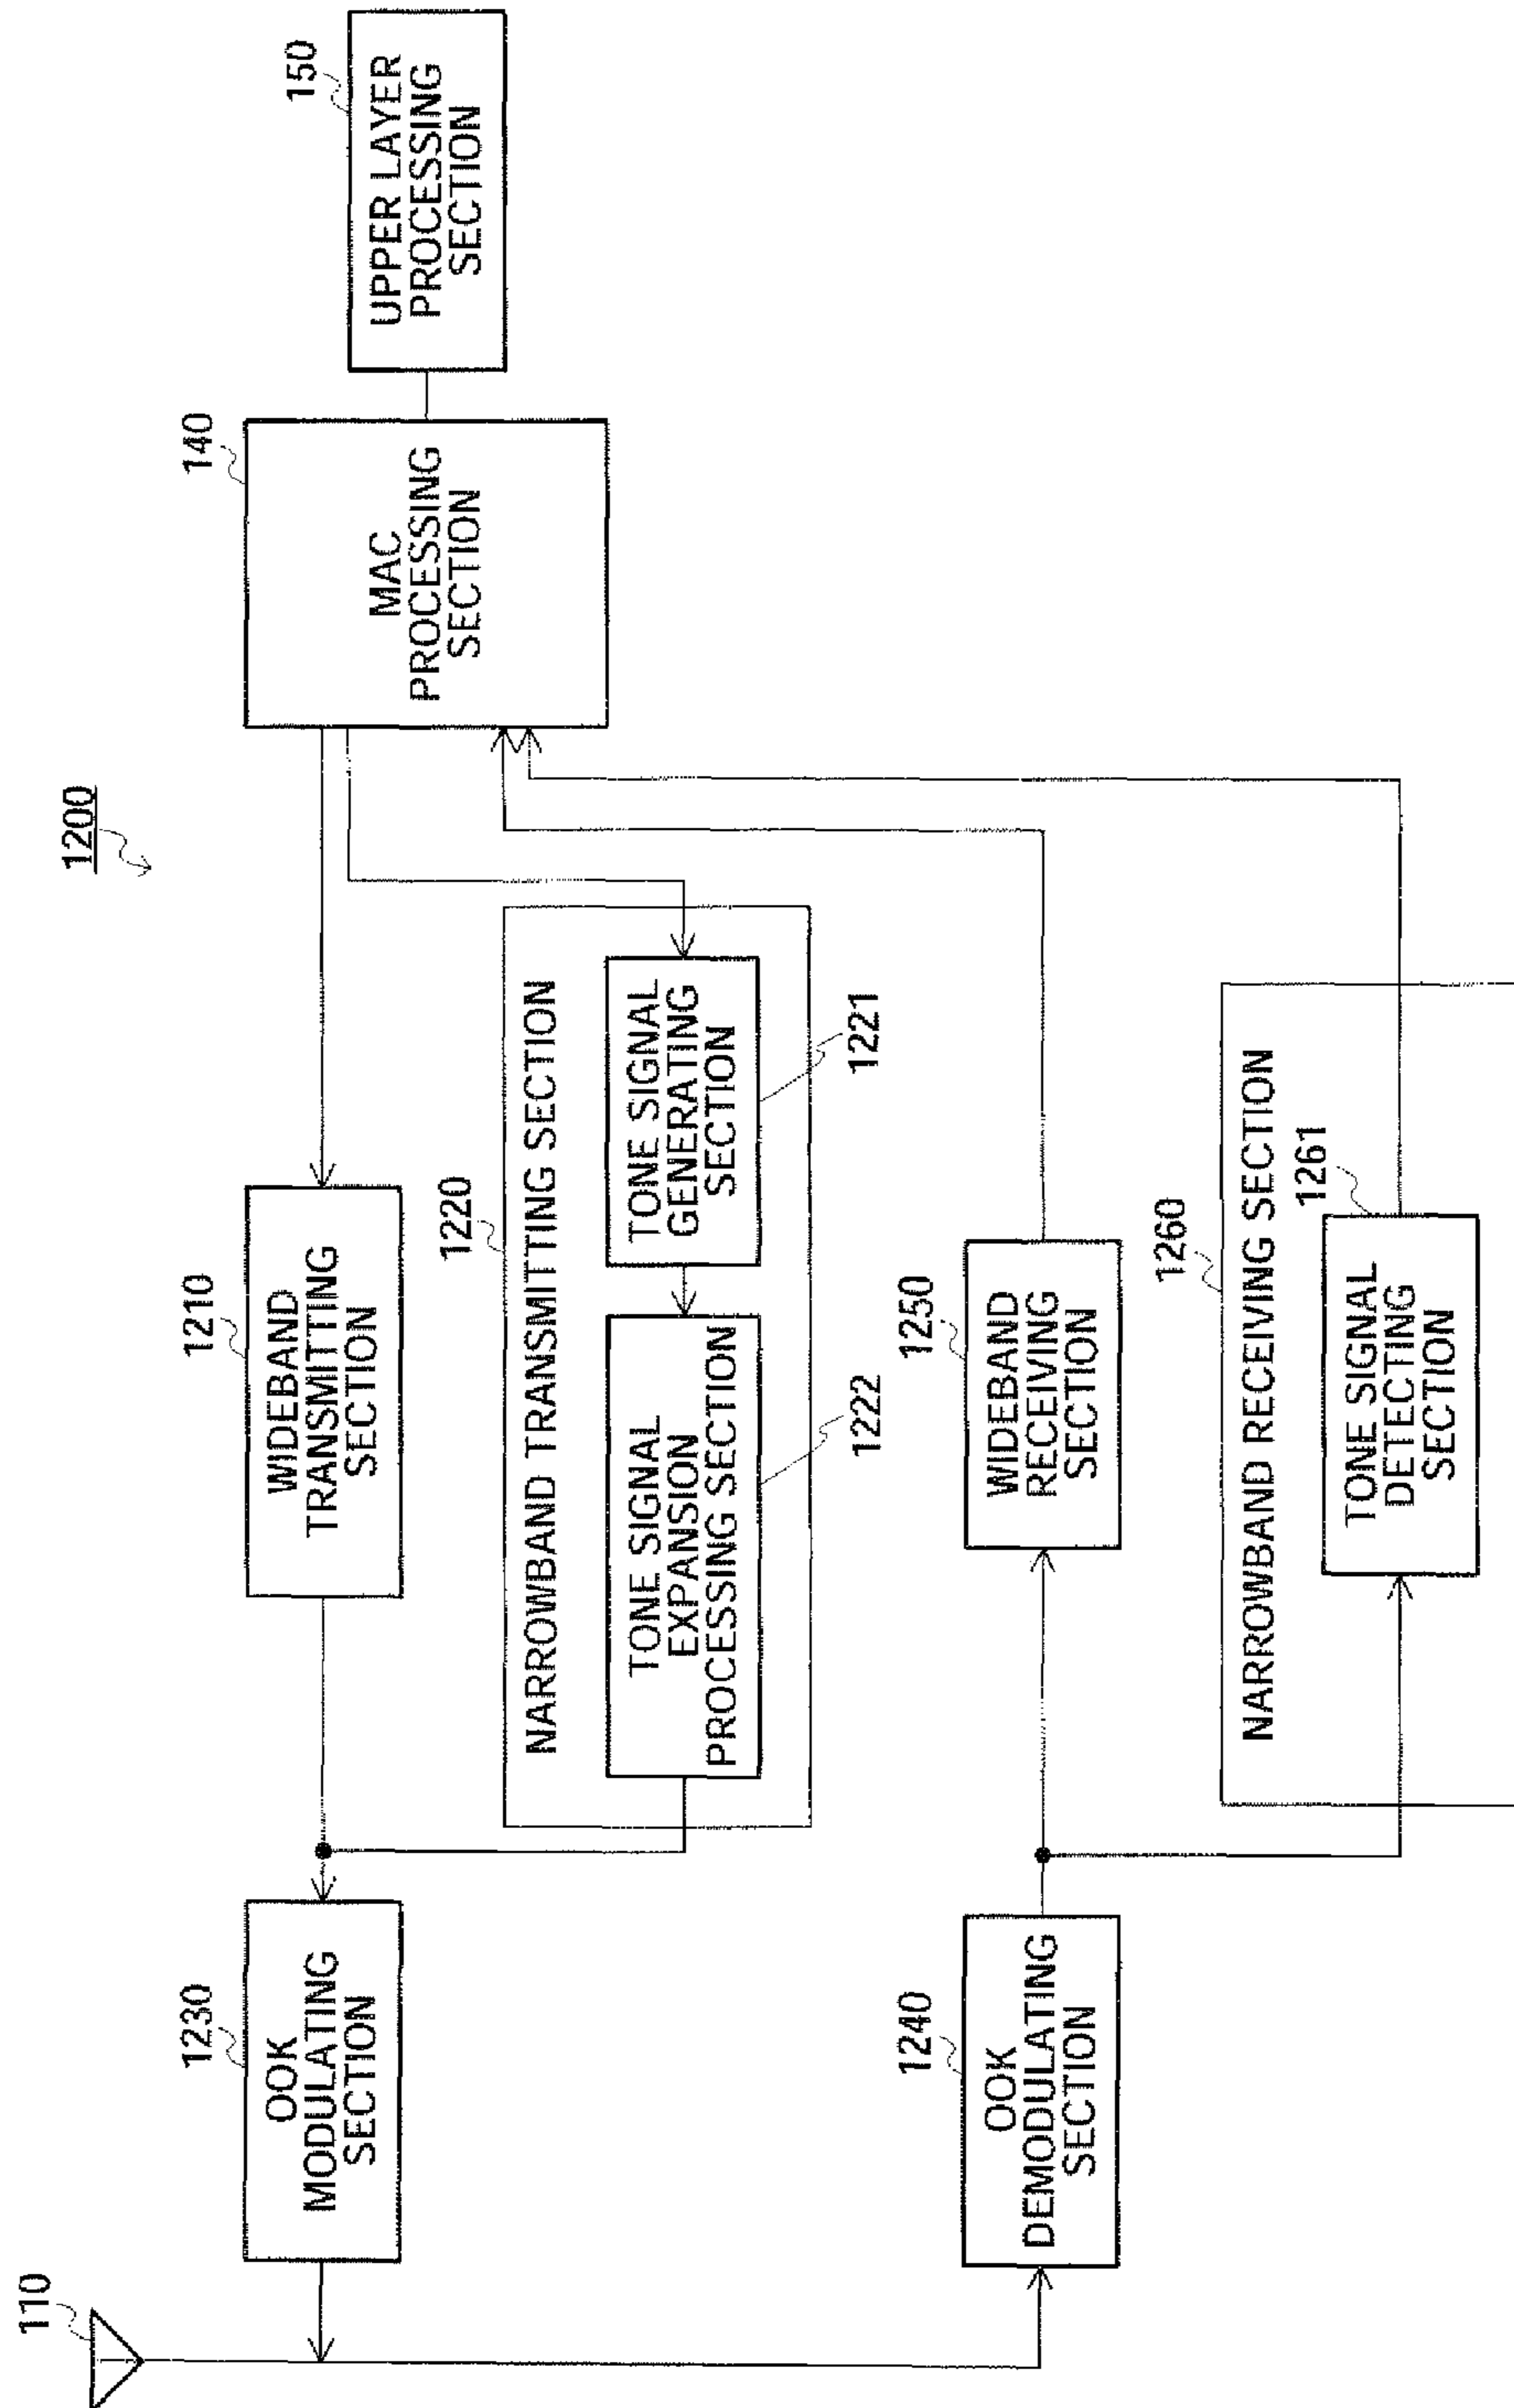 1200
110
1230
OOK
MODULATING
SECTION
1210
WIDEBAND
TRANSMITTING
SECTION
140
MAC
PROCESSING
SECTION
150
UPPER LAYER
PROCESSING
SECTION
1220
NARROWBAND TRANSMITTING SECTION
TONE SIGNAL
EXPANSION
PROCESSING SECTION
1222
TONE SIGNAL
GENERATING
SECTION
1221
1240
OOK
DEMODULATING
SECTION
1250
WIDEBAND
RECEIVING
SECTION
1260
NARROWBAND RECEIVING SECTION
1261
TONE SIGNAL
DETECTING
SECTION